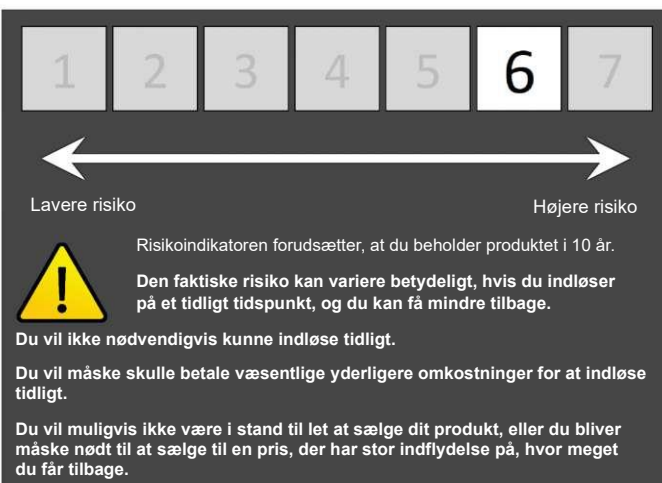 1 2 3 4 5 6 7
Lavere risiko Højere risiko
Risikoindikatoren forudsætter, at du beholder produktet i 10 år.
Den faktiske risiko kan variere betydeligt, hvis du indløser
på et tidligt tidspunkt, og du kan få mindre tilbage.
Du vil ikke nødvendigvis kunne indløse tidligt.
Du vil måske skulle betale væsentlige yderligere omkostninger for at indløse
tidligt.
Du vil muligvis ikke være i stand til let at sælge dit produkt, eller du bliver
måske nødt til at sælge til en pris, der har stor indflydelse på, hvor meget
du får tilbage.